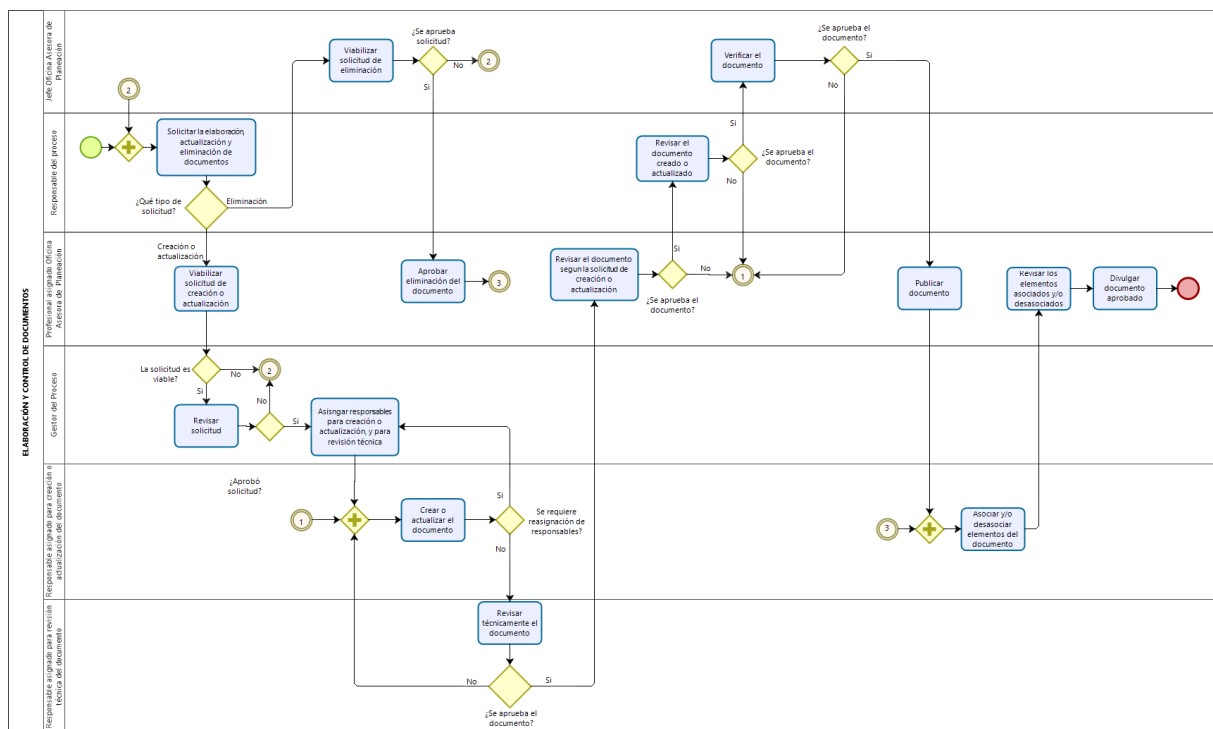 ELABORACIÓN Y CONTROL DE DOCUMENTOS
Jefe Oficina Asesora de
Planeación
2
Viabilizar
solicitud de
eliminación
¿Se aprueba
solicitud?
No
2
Si
Verificar el
documento
¿Se aprueba el
documento?
Si
No
Si
Responsable del proceso
Solicitar la elaboración,
actualización y
eliminación de
documentos
¿Qué tipo de
solicitud?
Eliminación
Revisar el
documento
creado o
actualizado
¿Se aprueba el
documento?
No
Profesional asignado Oficina
Asesora de Planeación
Creación o
actualización
Viabilizar
solicitud de
creación o
actualización
Aprobar
eliminación del
documento
3
Revisar el documento
segun la solicitud de
creación o
actualización
Si
No
¿Se aprueba el
documento?
1
Publicar
documento
Revisar los
elementos
asociados y/o
desasociados
Divulgar
documento
aprobado
Gestor del Proceso
La solicitud es
viable?
No
2
Si
Revisar
solicitud
No
Si
Asisngar responsables
para creación o
actualización, y para
revisión técnica
Responsable asignado para creación o
actualización del documento
¿Aprobó
solicitud?
1
Crear o
actualizar el
documento
Si
Se requiere
reasignación de
responsables?
No
3
Asociar y/o
desasociar
elementos del
documento
Responsable asignado para revisión
técnica del documento
Revisar
técnicamente el
documento
No
Si
¿Se aprueba el
documento?